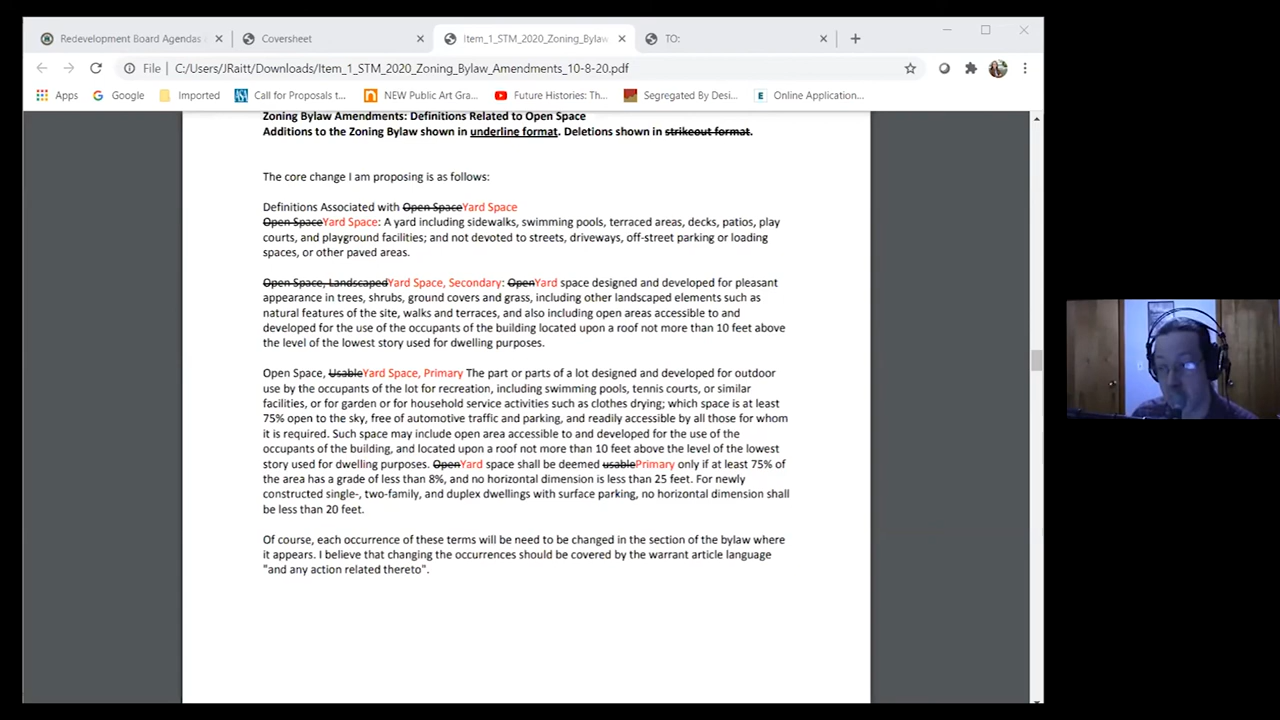 Redevelopment Board Agendas A
Coversheet
Item_1_STM_2020_Zoning_Bylaw
TO:
File C:/Users/JRaitt/Downloads/Item_1_STM_2020_Zoning_Bylaw_Amendments_10-8-20.pdf
Apps Google Imported Call for Proposals t... NEW Public Art Gra... Future Histories: Th... Segregated By Desi... Online Application...
Zoning Bylaw Amendments: Definitions Related to Open Space
Additions to the Zoning Bylaw shown in underline format. Deletions shown in strikeout format.
The core change I am proposing is as follows:
Definitions Associated with Open SpaceYard Space
Open SpaceYard Space: A yard including sidewalks, swimming pools, terraced areas, decks, patios, play
courts, and playground facilities; and not devoted to streets, driveways, off-street parking or loading
spaces, or other paved areas.
Open Space, LandscapedYard Space, Secondary: OpenYard space designed and developed for pleasant
appearance in trees, shrubs, ground covers and grass, including other landscaped elements such as
natural features of the site, walks and terraces, and also including open areas accessible to and
developed for the use of the occupants of the building located upon a roof not more than 10 feet above
the level of the lowest story used for dwelling purposes.
Open Space, UsableYard Space, Primary The part or parts of a lot designed and developed for outdoor
use by the occupants of the lot for recreation, including swimming pools, tennis courts, or similar
facilities, or for garden or for household service activities such as clothes drying; which space is at least
75% open to the sky, free of automotive traffic and parking, and readily accessible by all those for whom
it is required. Such space may include open area accessible to and developed for the use of the
occupants of the building, and located upon a roof not more than 10 feet above the level of the lowest
story used for dwelling purposes. OpenYard space shall be deemed usablePrimary only if at least 75% of
the area has a grade of less than 8%, and no horizontal dimension is less than 25 feet. For newly
constructed single-, two-family, and duplex dwellings with surface parking, no horizontal dimension shall
be less than 20 feet.
Of course, each occurrence of these terms will be need to be changed in the section of the bylaw where
it appears. I believe that changing the occurrences should be covered by the warrant article language
"and any action related thereto".